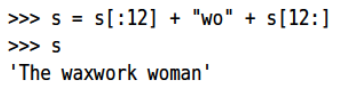 >>> s = s[:12] + "wo" + s[12:]
>>> s
'The waxwork woman'